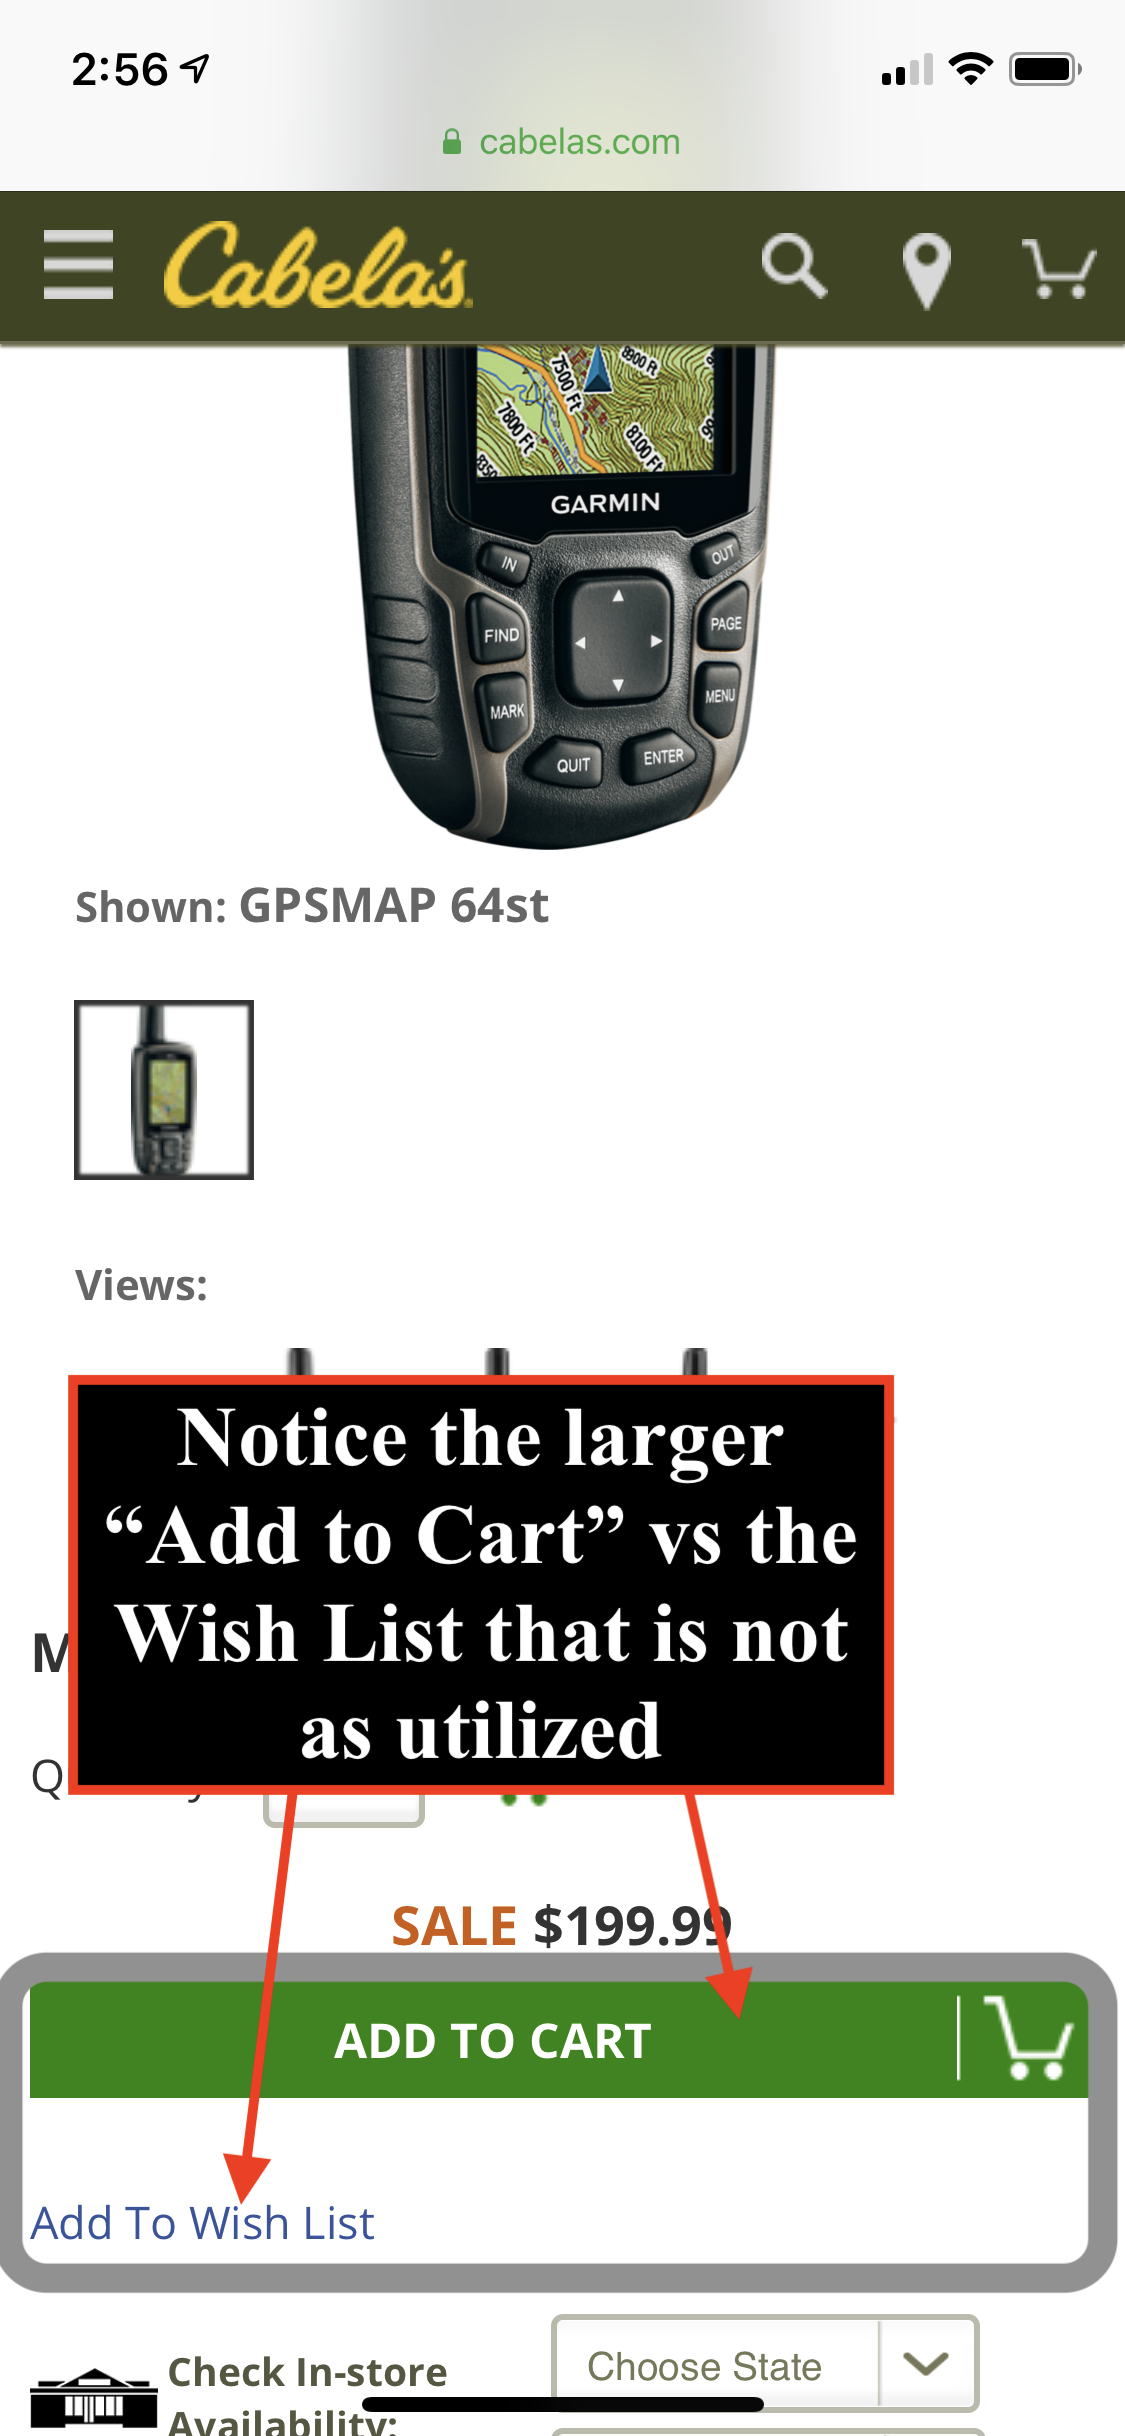 2:56
cabelas.com
Cabela's
7500 Ft
8900 R
7800 Ft
8100 Ft
GARMIN
IN
OUT
FIND
PAGE
MARK
MENU
QUIT
ENTER
Shown: GPSMAP 64st
Views:
Notice the larger
“Add to Cart” vs the
Wish List that is not
as utilized
SALE $199.99
ADD TO CART
Add To Wish List
Check In-store
Availability:
Choose State